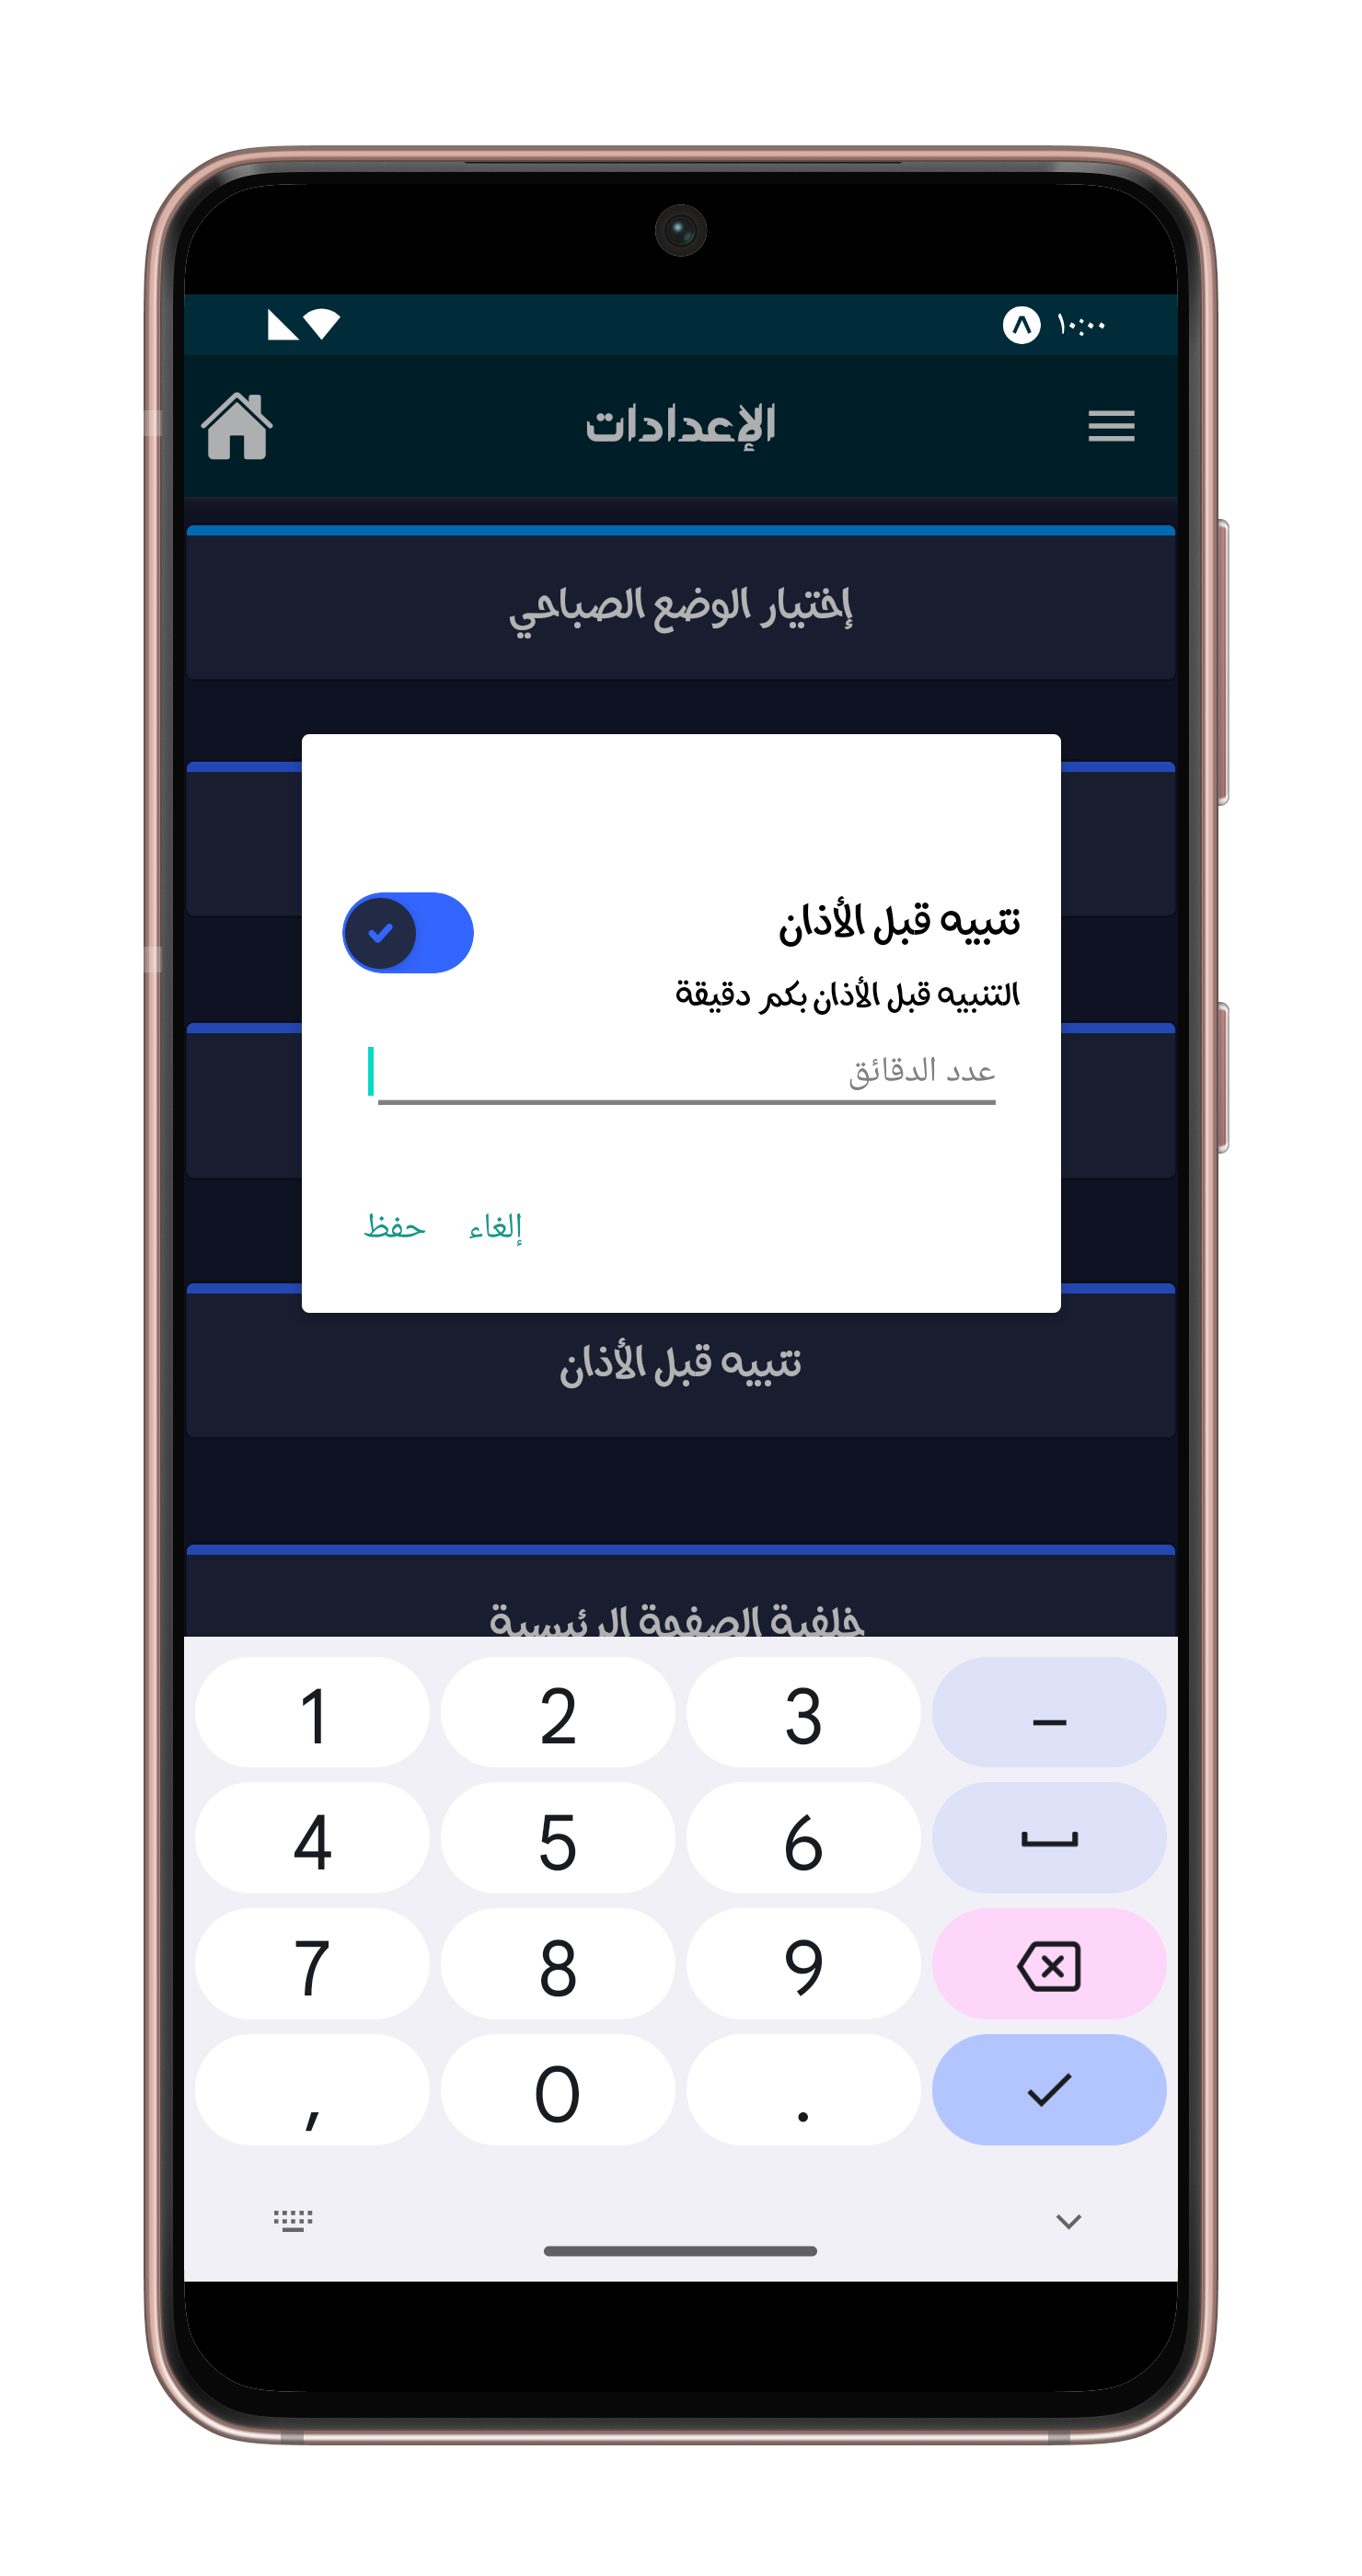 ١٠:٠٠
الإعدادات
إختيار الوضع الصباحي
تنبيه قبل الأذان
التنبيه قبل الأذان بكم دقيقة
عدد الدقائق
إلغاء حفظ
تنبيه قبل الأذان
خلفية الصفحة الرئيسية
1 2 3 –
4 5 6
7 8 9
, 0 .